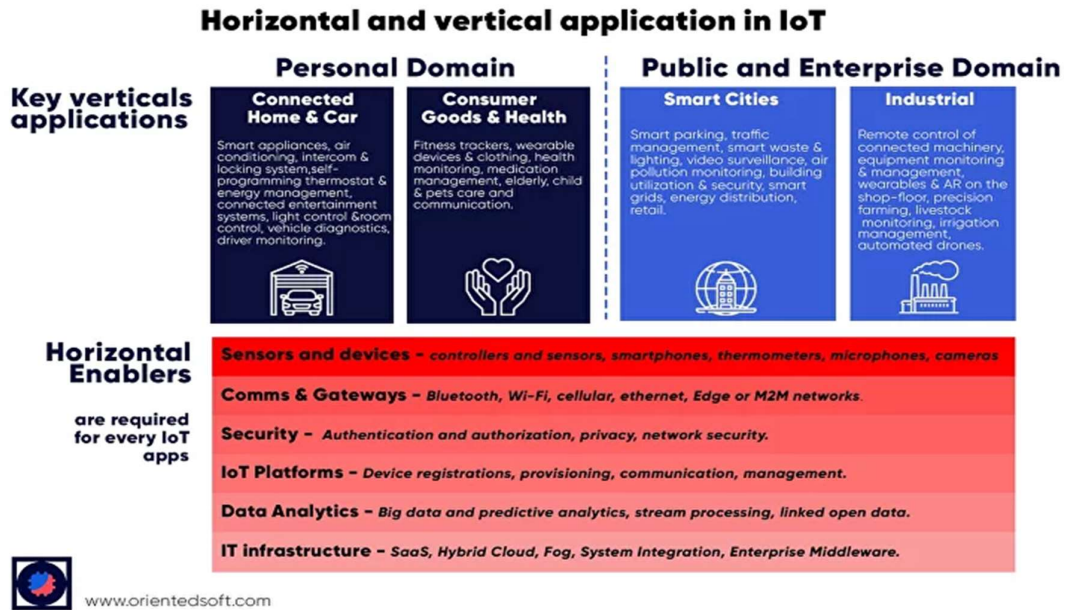 Horizontal and vertical application in IoT
Personal Domain
Public and Enterprise Domain
Key verticals
applications
Connected
Home & Car
Smart appliances, air
conditioning, intercom &
locking system,self-
programming thermostat &
energy management,
connected entertainment
systems, light control &room
control, vehicle diagnostics,
driver monitoring.
Consumer
Goods & Health
Fitness trackers, wearable
devices & clothing, health
monitoring, medication
management, elderly, child
& pets care and
communication.
Smart Cities
Smart parking, traffic
management, smart waste &
lighting, video surveillance, air
pollution monitoring, building
utilization & security, smart
grids, energy distribution,
retail.
Industrial
Remote control of
connected machinery,
equipment monitoring
& management,
wearables & AR on the
shop-floor, precision
farming, livestock
monitoring, irrigation
management,
automated drones.
Horizontal
Enablers
are required
for every IoT
apps
Sensors and devices - controllers and sensors, smartphones, thermometers, microphones, cameras
Comms & Gateways - Bluetooth, Wi-Fi, cellular, ethernet, Edge or M2M networks.
Security - Authentication and authorization, privacy, network security.
IoT Platforms - Device registrations, provisioning, communication, management.
Data Analytics - Big data and predictive analytics, stream processing, linked open data.
IT infrastructure - SaaS, Hybrid Cloud, Fog, System Integration, Enterprise Middleware.
www.orientedsoft.com